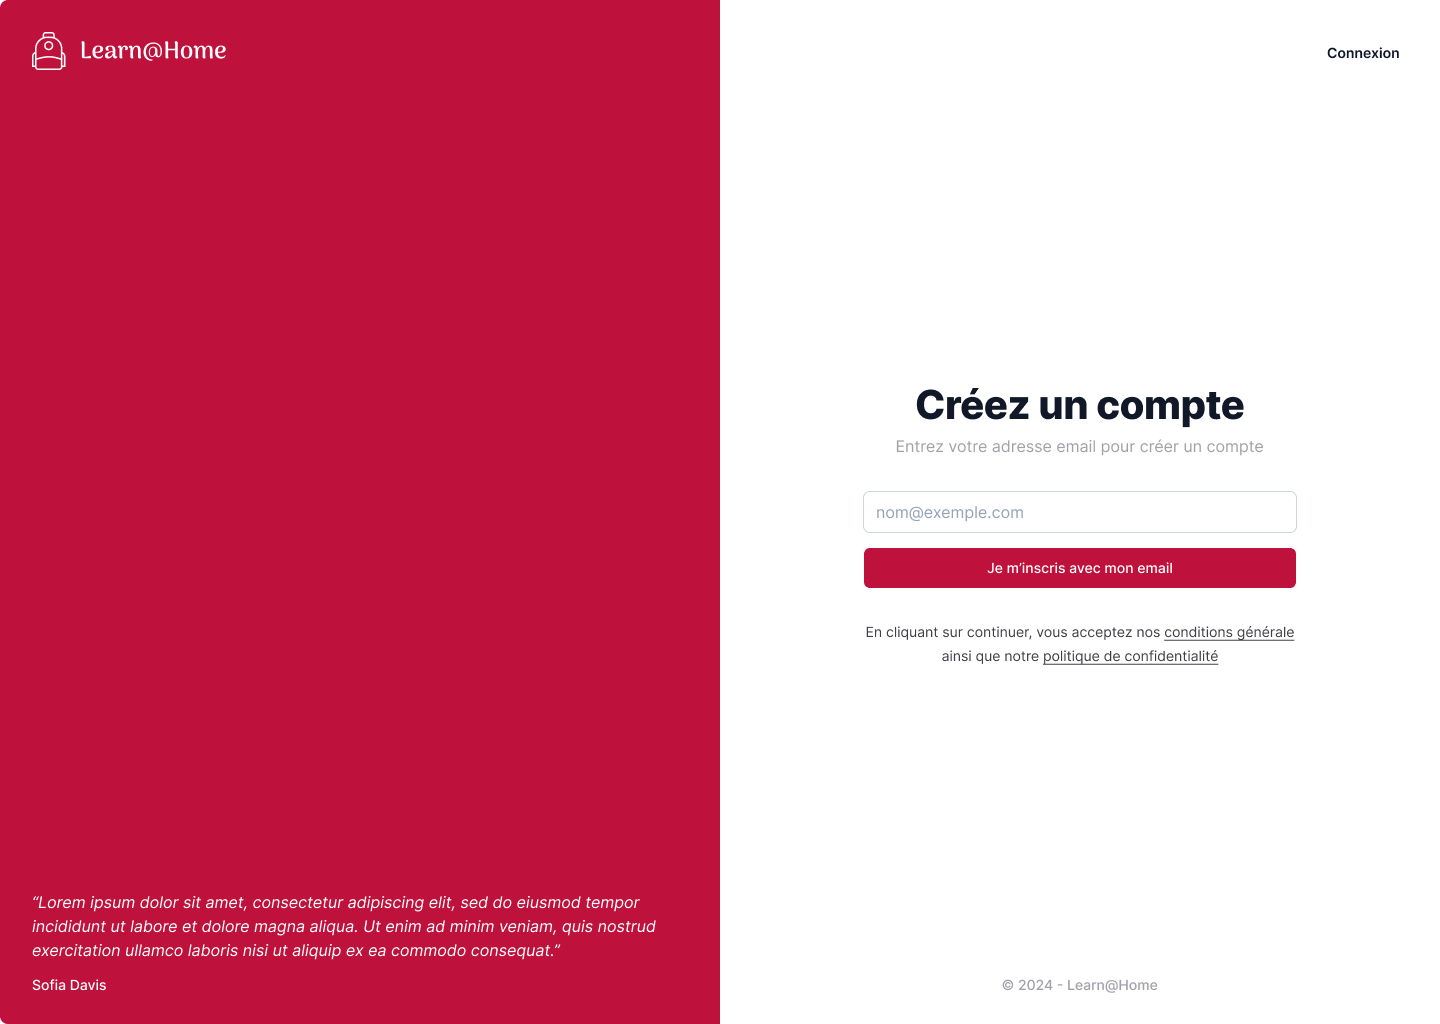 Learn@Home
Connexion
Créez un compte
Entrez votre adresse email pour créer un compte
nom@exemple.com
Je m’inscris avec mon email
En cliquant sur continuer, vous acceptez nos conditions générale
ainsi que notre politique de confidentialité
“Lorem ipsum dolor sit amet, consectetur adipiscing elit, sed do eiusmod tempor
incididunt ut labore et dolore magna aliqua. Ut enim ad minim veniam, quis nostrud
exercitation ullamco laboris nisi ut aliquip ex ea commodo consequat.”
Sofia Davis
© 2024 - Learn@Home